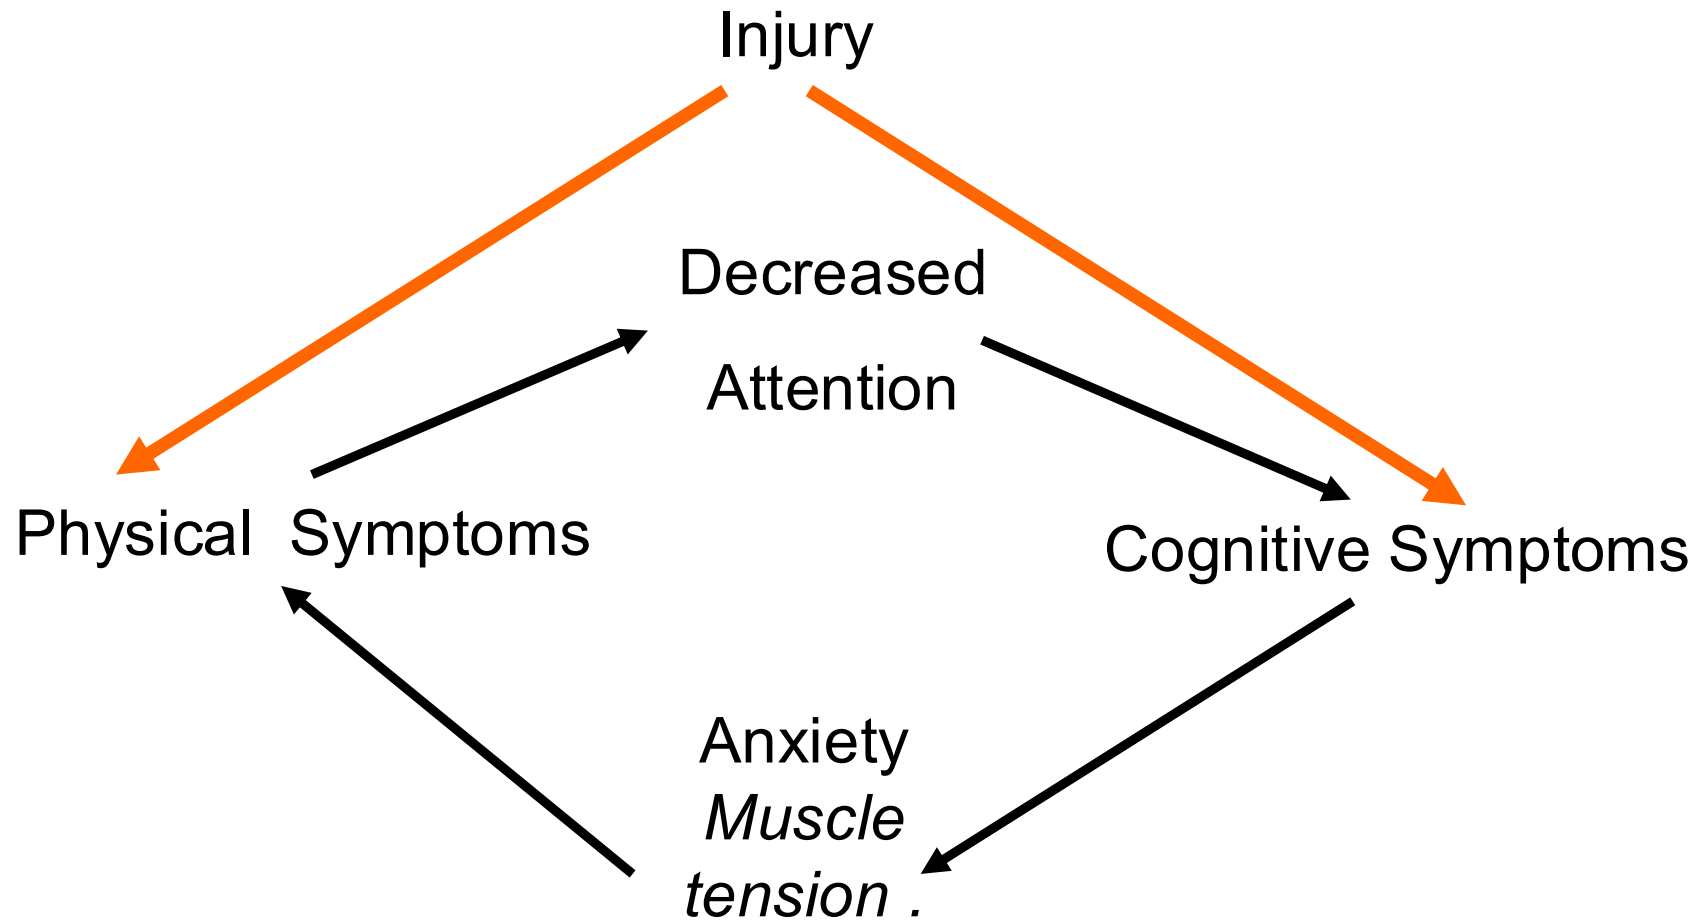 Injury
Decreased
Attention
Physical  Symptoms
Cognitive Symptoms
Anxiety
Muscle
tension .